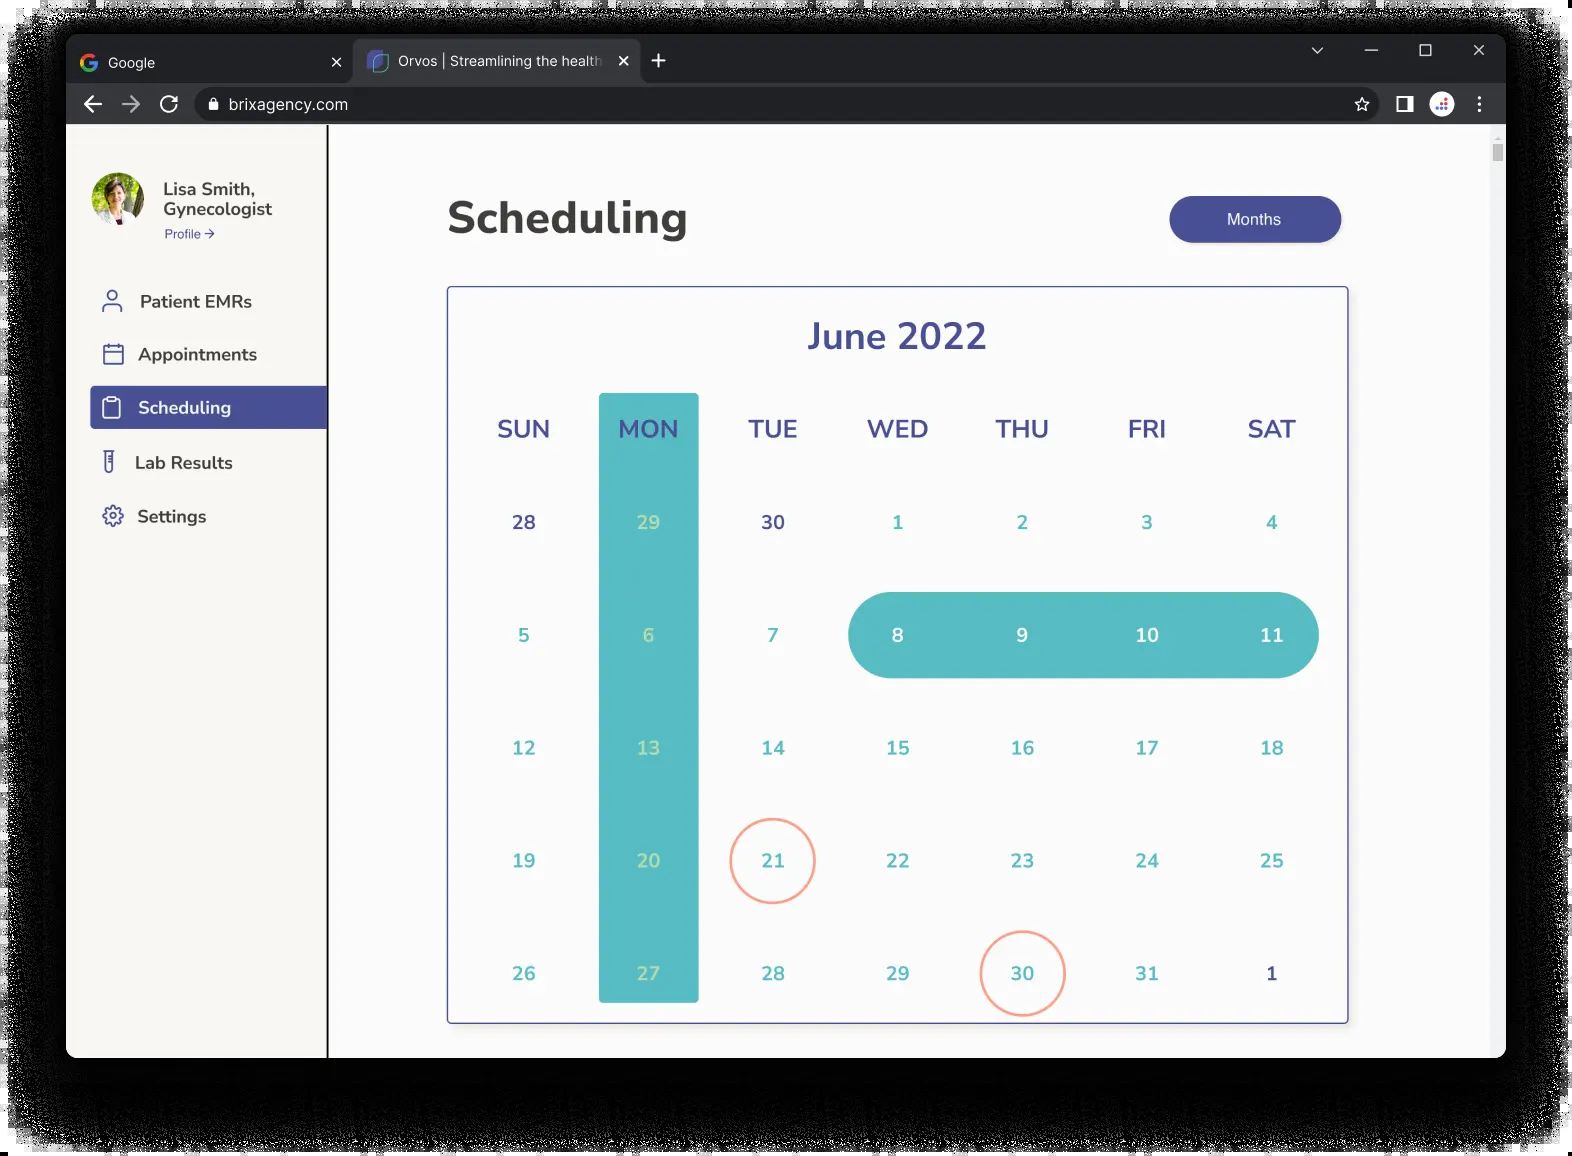 Google
Orvos | Streamlining the health
brixagency.com
Lisa Smith,
Gynecologist
Profile →
Patient EMRs
Appointments
Scheduling
Lab Results
Settings
Scheduling
Months
June 2022
SUN MON TUE WED THU FRI SAT
28 29 30 1 2 3 4
5 6 7 8 9 10 11
12 13 14 15 16 17 18
19 20 21 22 23 24 25
26 27 28 29 30 31 1